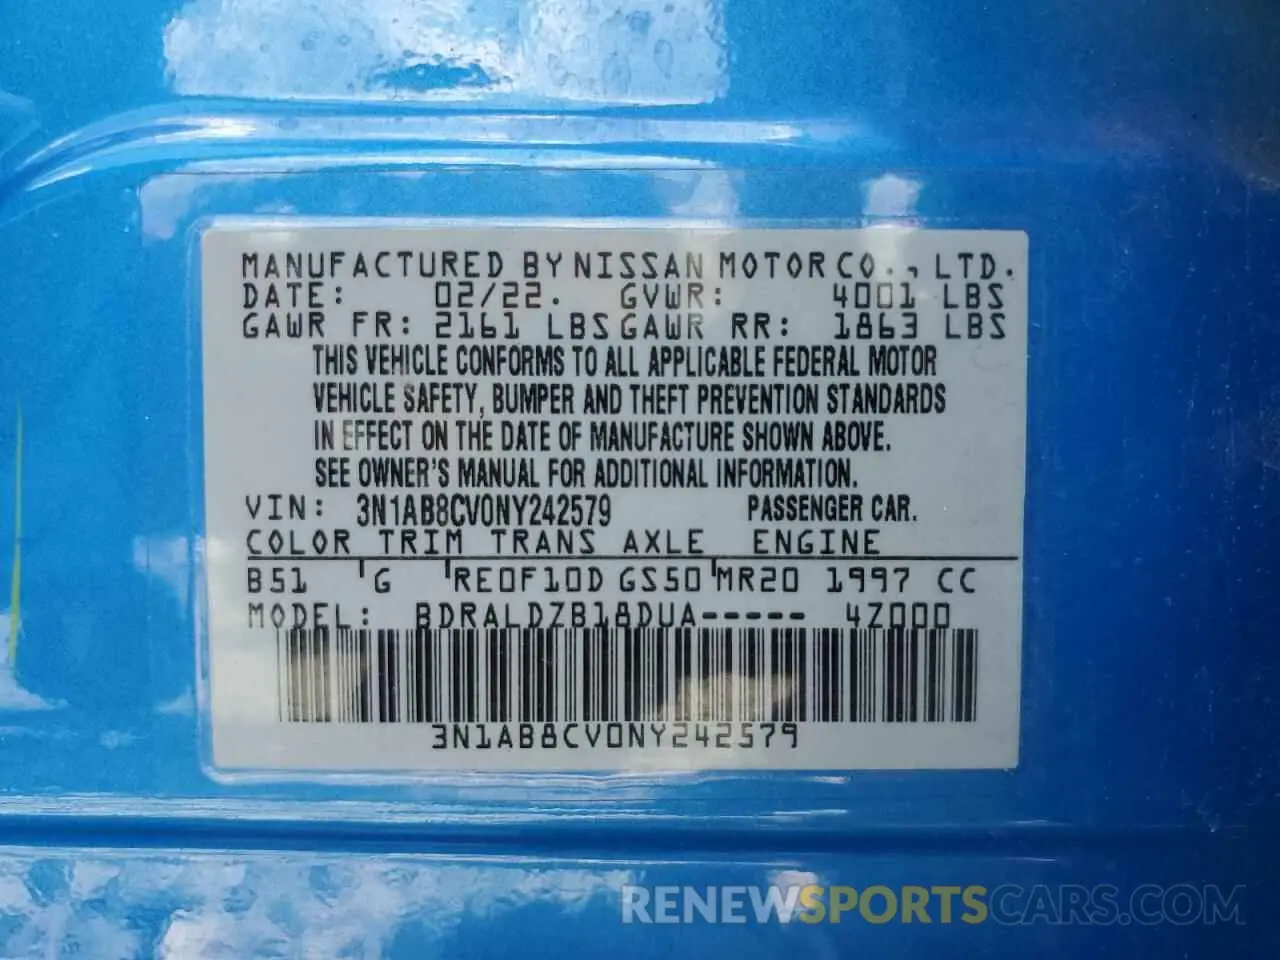 MANUFACTURED BY NISSAN MOTOR CO., LTD.
DATE: 02/22. GVWR: 4001 LBS
GAWR FR: 2161 LBS GAWR RR: 1863 LBS
THIS VEHICLE CONFORMS TO ALL APPLICABLE FEDERAL MOTOR
VEHICLE SAFETY, BUMPER AND THEFT PREVENTION STANDARDS
IN EFFECT ON THE DATE OF MANUFACTURE SHOWN ABOVE.
SEE OWNER'S MANUAL FOR ADDITIONAL INFORMATION.
VIN: 3N1AB8CV0NY242579 PASSENGER CAR.
COLOR TRIM TRANS AXLE ENGINE
B51 G RE0F10D GS50 MR20 1997 CC
MODEL: BDRALDZB18DUA----- 4Z000
3N1AB8CV0NY242579
RENEWSPORTSCARS.COM